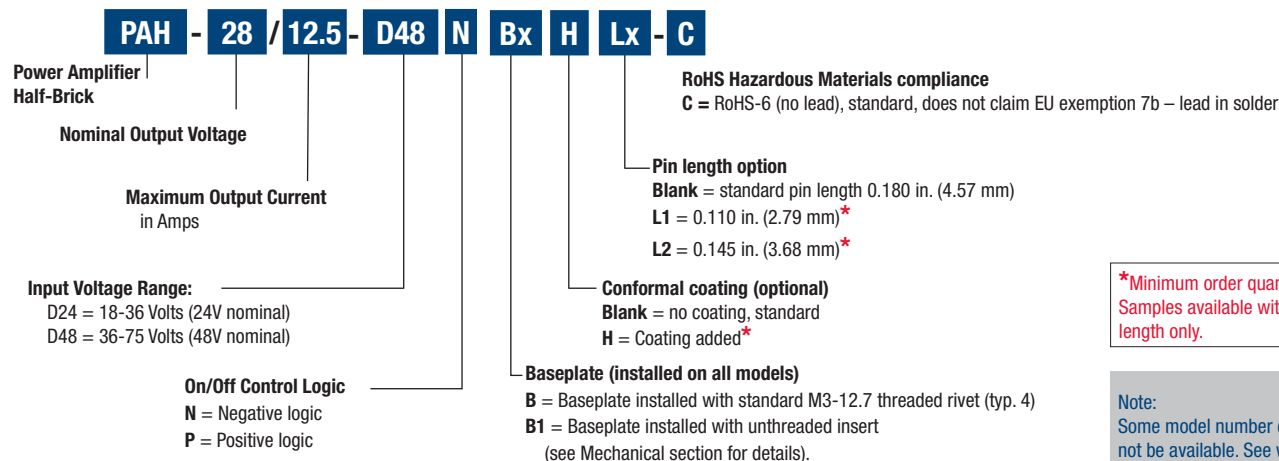 PAH - 28 / 12.5 - D48 N Bx H Lx - C
Power Amplifier
Half-Brick
Nominal Output Voltage
Maximum Output Current
in Amps
Input Voltage Range:
D24 = 18-36 Volts (24V nominal)
D48 = 36-75 Volts (48V nominal)
On/Off Control Logic
N = Negative logic
P = Positive logic
RoHS Hazardous Materials compliance
C = RoHS-6 (no lead), standard, does not claim EU exemption 7b – lead in solder
Pin length option
Blank = standard pin length 0.180 in. (4.57 mm)
L1 = 0.110 in. (2.79 mm)*
L2 = 0.145 in. (3.68 mm)*
Conformal coating (optional)
Blank = no coating, standard
H = Coating added*
Baseplate (installed on all models)
B = Baseplate installed with standard M3-12.7 threaded rivet (typ. 4)
B1 = Baseplate installed with unthreaded insert
(see Mechanical section for details).
*Minimum order
Samples available
length only.
Note:
Some model number
not be available. See